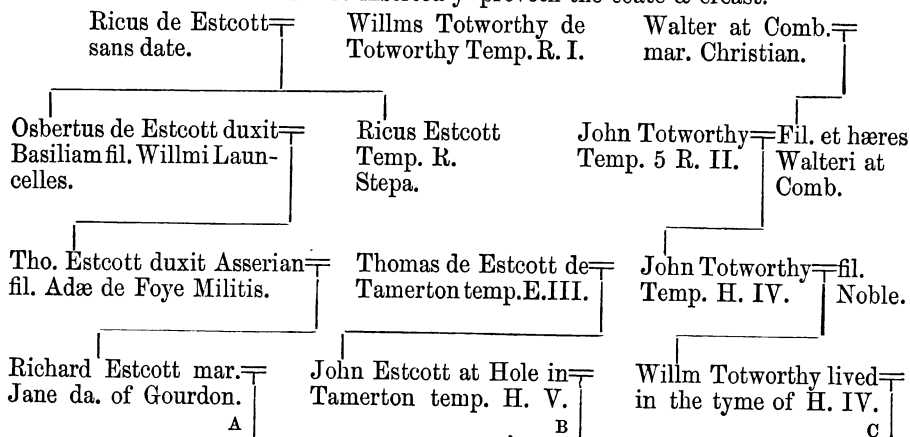 Ricus de Estcott
sans date.
Willms Totworthy de
Totworthy Temp. R. I.
Walter at Comb.
mar. Christian.
Osbertus de Estcott duxit
Basiliam fil. Willmi Laun-
celles.
Ricus Estcott
Temp. R.
Stepa.
John Totworthy
Temp. 5 R. II.
Fil. et hæres
Walteri at
Comb.
Tho. Estcott duxit Asserian
fil. Adæ de Foye Militis.
Thomas de Estcott de
Tamerton temp. E. III.
John Totworthy
Temp. H. IV.
fil.
Noble.
Richard Estcott mar.
Jane da. of Gourdon.
A
John Estcott at Hole in
Tamerton temp. H. V.
B
Willm Totworthy lived
in the tyme of H. IV.
C